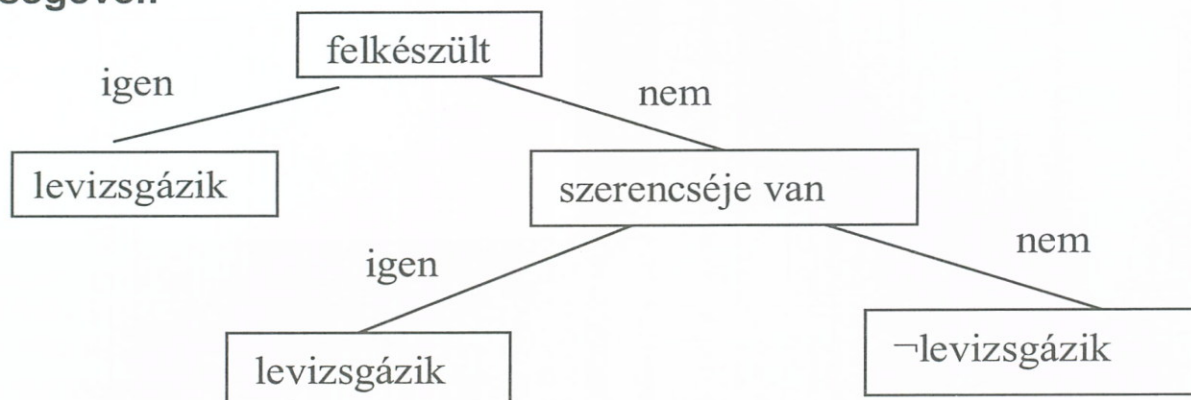 felkészült
igen
nem
levizsgázik
szerencséje van
igen
nem
levizsgázik
¬levizsgázik